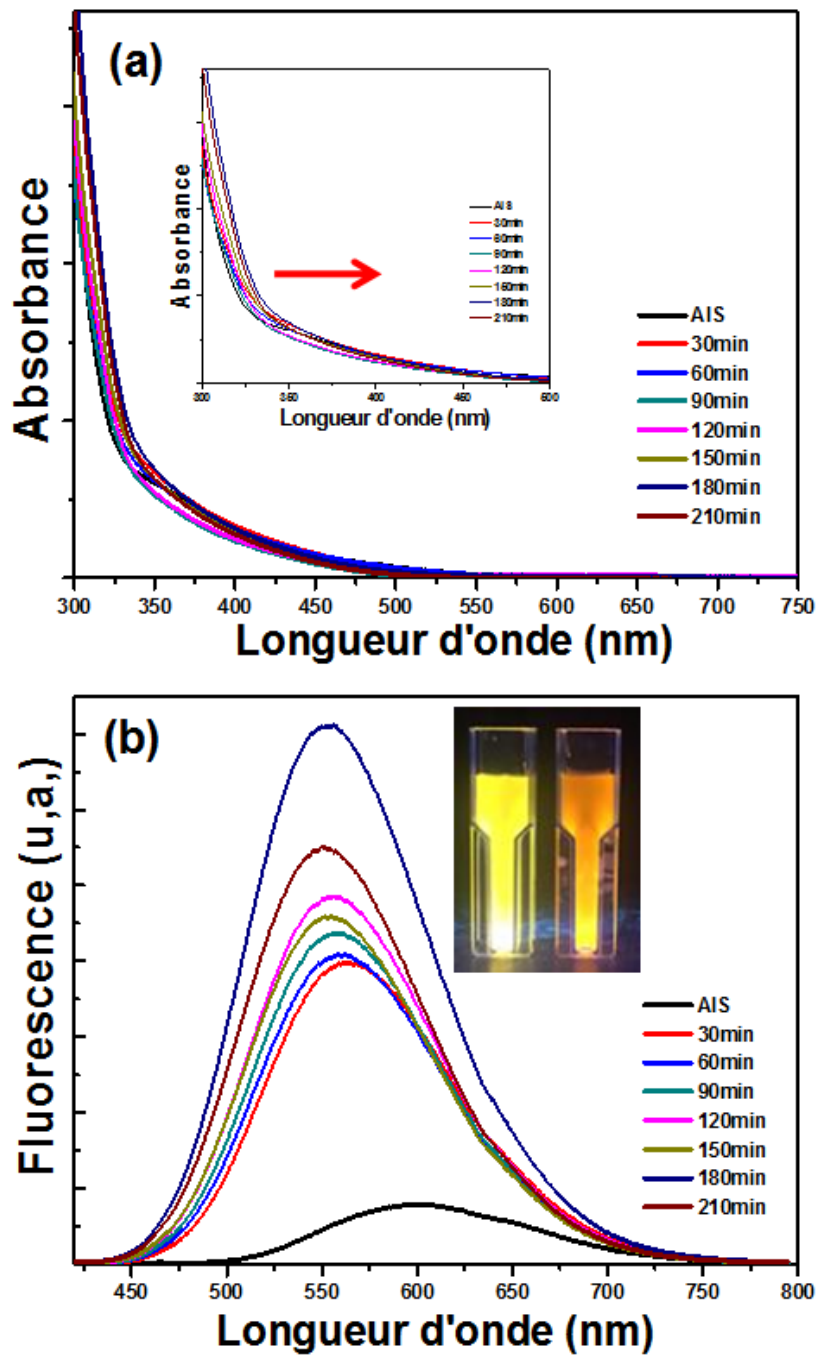 (a)
Absorbance
AIS
30min
60min
90min
120min
150min
180min
210min
300 350 400 450 500 600
Longueur d'onde (nm)
Absorbance
AIS
30min
60min
90min
120min
150min
180min
210min
300 350 400 450 500 550 600 650 700 750
Longueur d'onde (nm)
(b)
Fluorescence (u,a,)
AIS
30min
60min
90min
120min
150min
180min
210min
450 500 550 600 650 700 750 800
Longueur d'onde (nm)